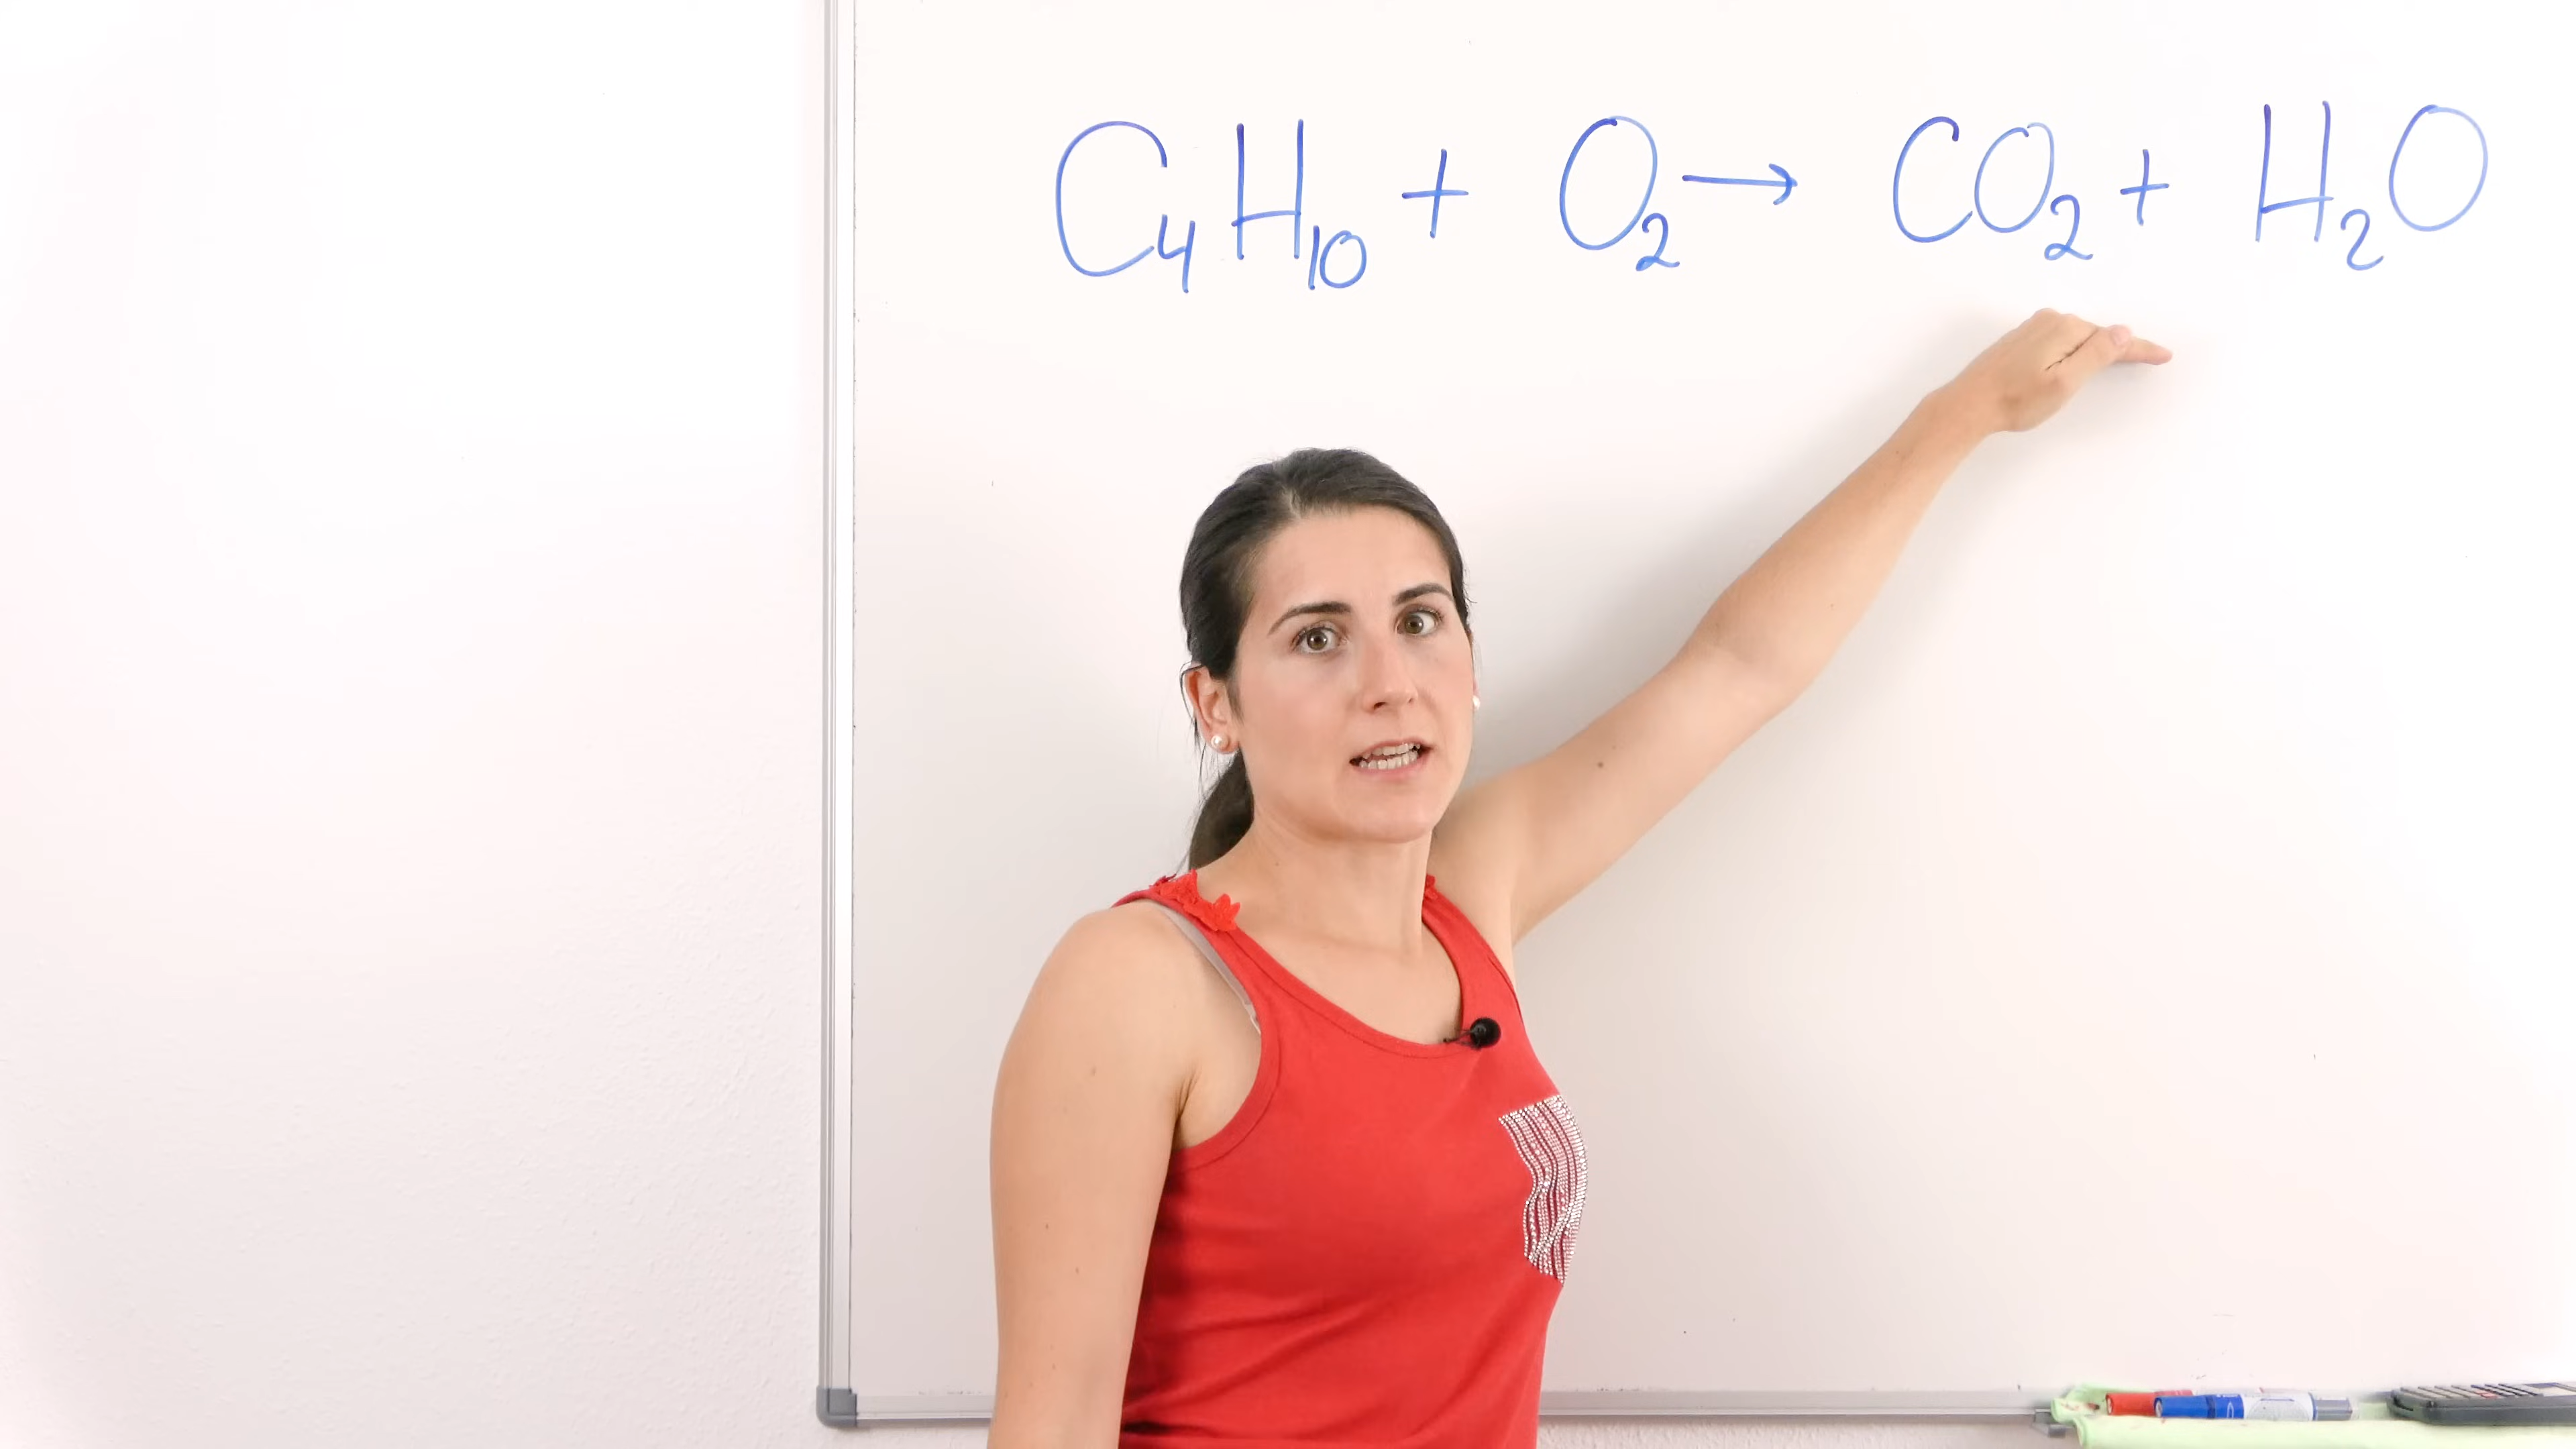 C₄H₁₀ + O₂ → CO₂ + H₂O